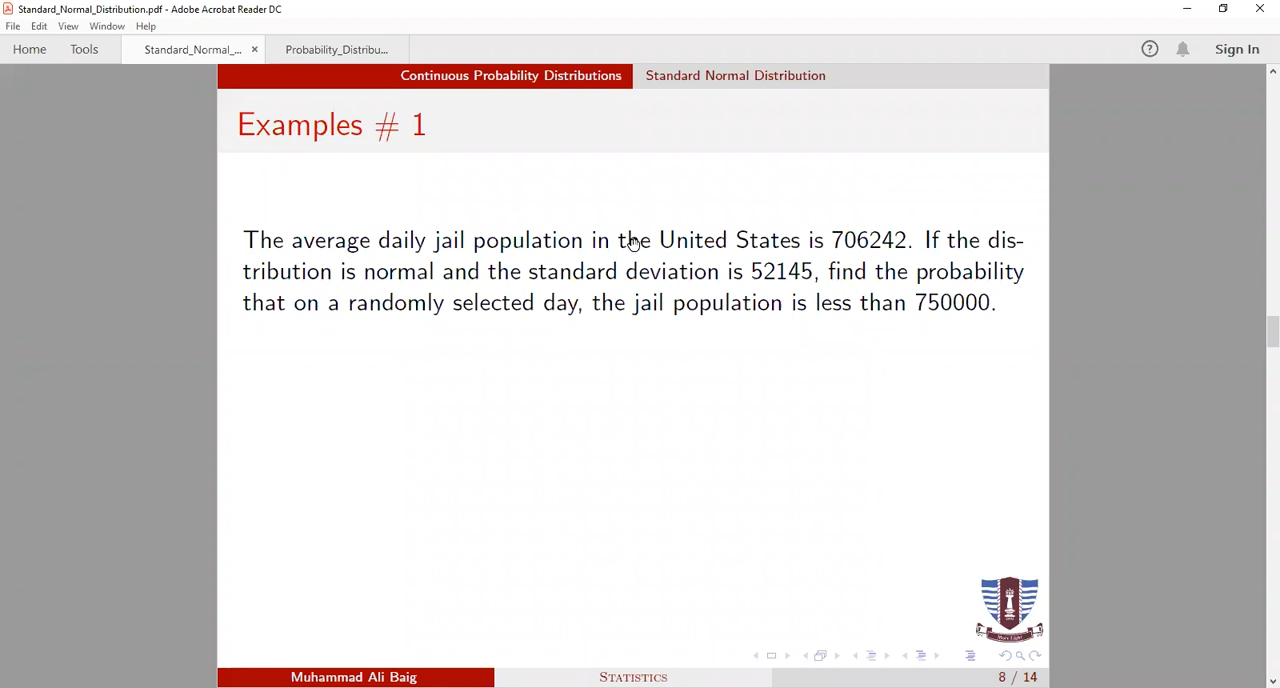 Standard_Normal_Distribution.pdf - Adobe Acrobat Reader DC
File Edit View Window Help
Home Tools Standard_Normal_... × Probability_Distribu... ? Sign In
Continuous Probability Distributions Standard Normal Distribution
Examples # 1
The average daily jail population in the United States is 706242. If the dis-
tribution is normal and the standard deviation is 52145, find the probability
that on a randomly selected day, the jail population is less than 750000.
Muhammad Ali Baig Statistics 8 / 14